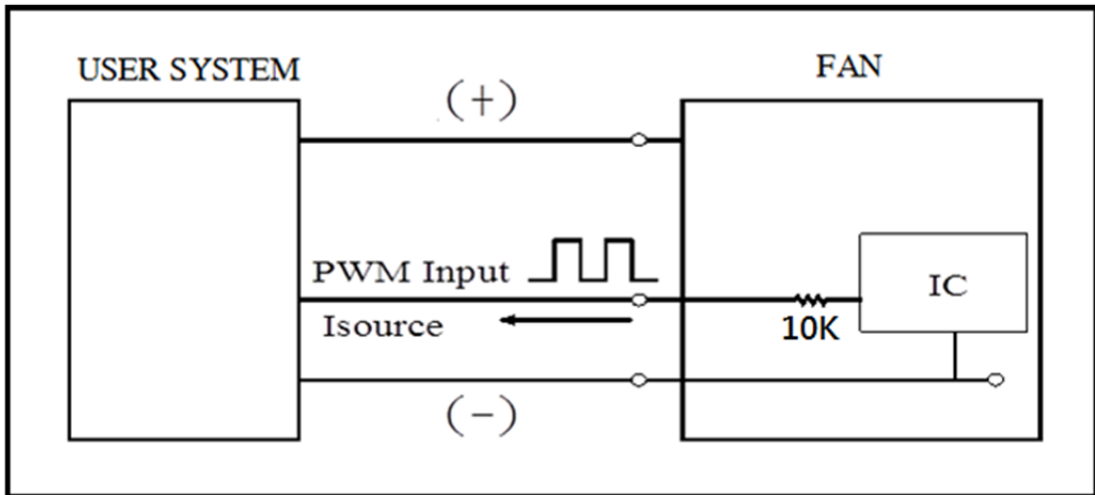 USER SYSTEM
FAN
(+)
PWM Input
IC
Isource
10K
(-)